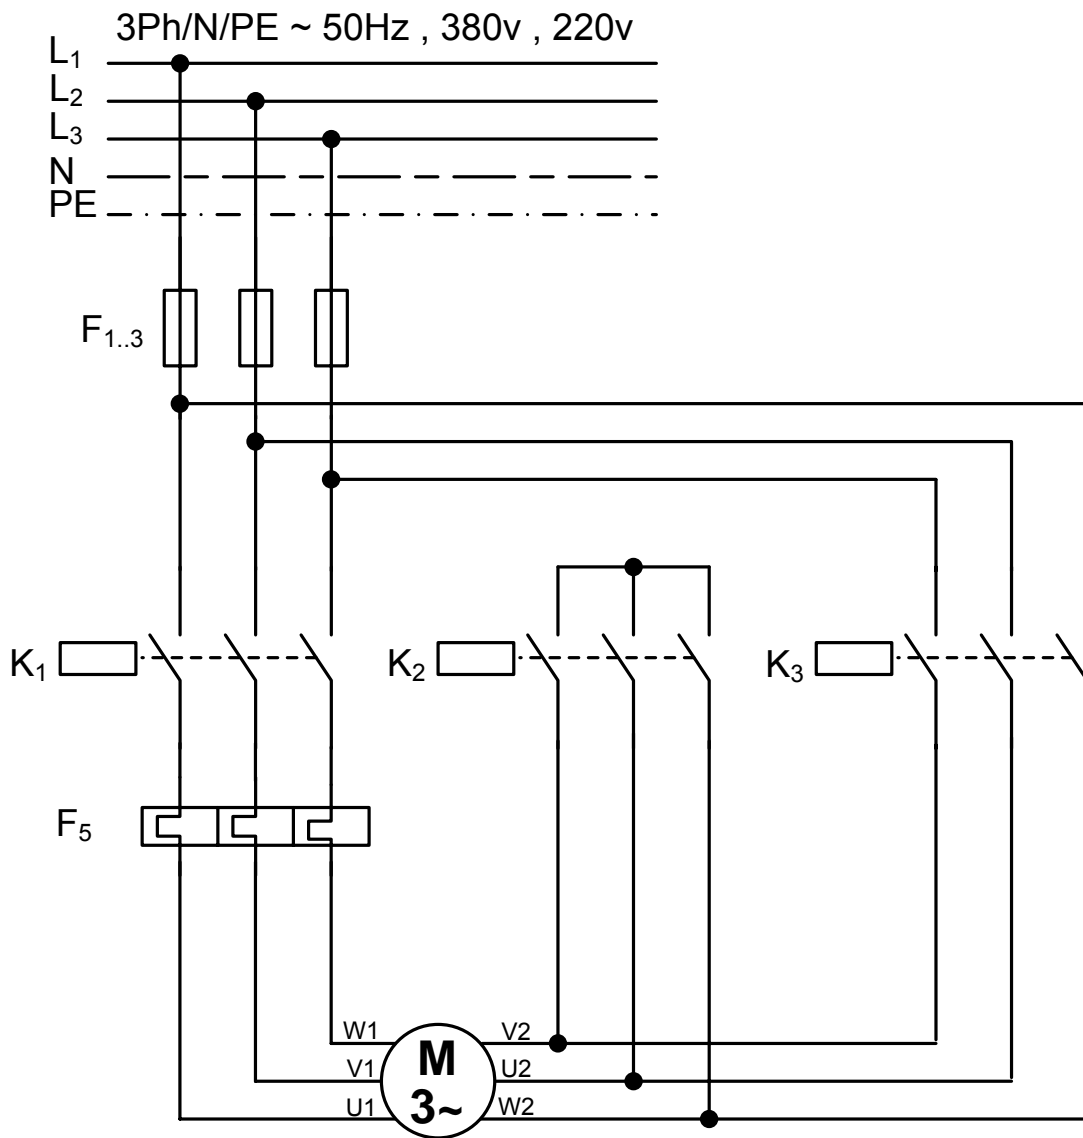 3Ph/N/PE ~ 50Hz , 380v , 220v
L₁
L₂
L₃
N
PE
F₁..₃
K₁
K₂
K₃
F₅
W1
V2
M
3~
V1
U2
U1
W2